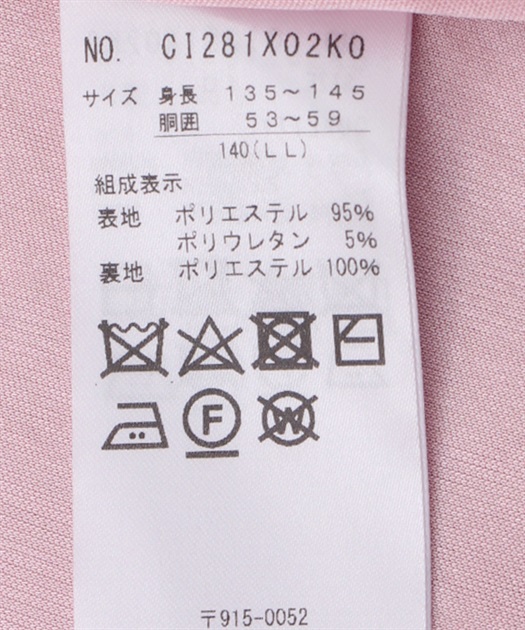 NO. CI281X02KO
サイズ 身長 135～145
胴囲 53～59
140(LL)
組成表示
表地 ポリエステル 95%
ポリウレタン 5%
裏地 ポリエステル 100%
F W
〒915-0052